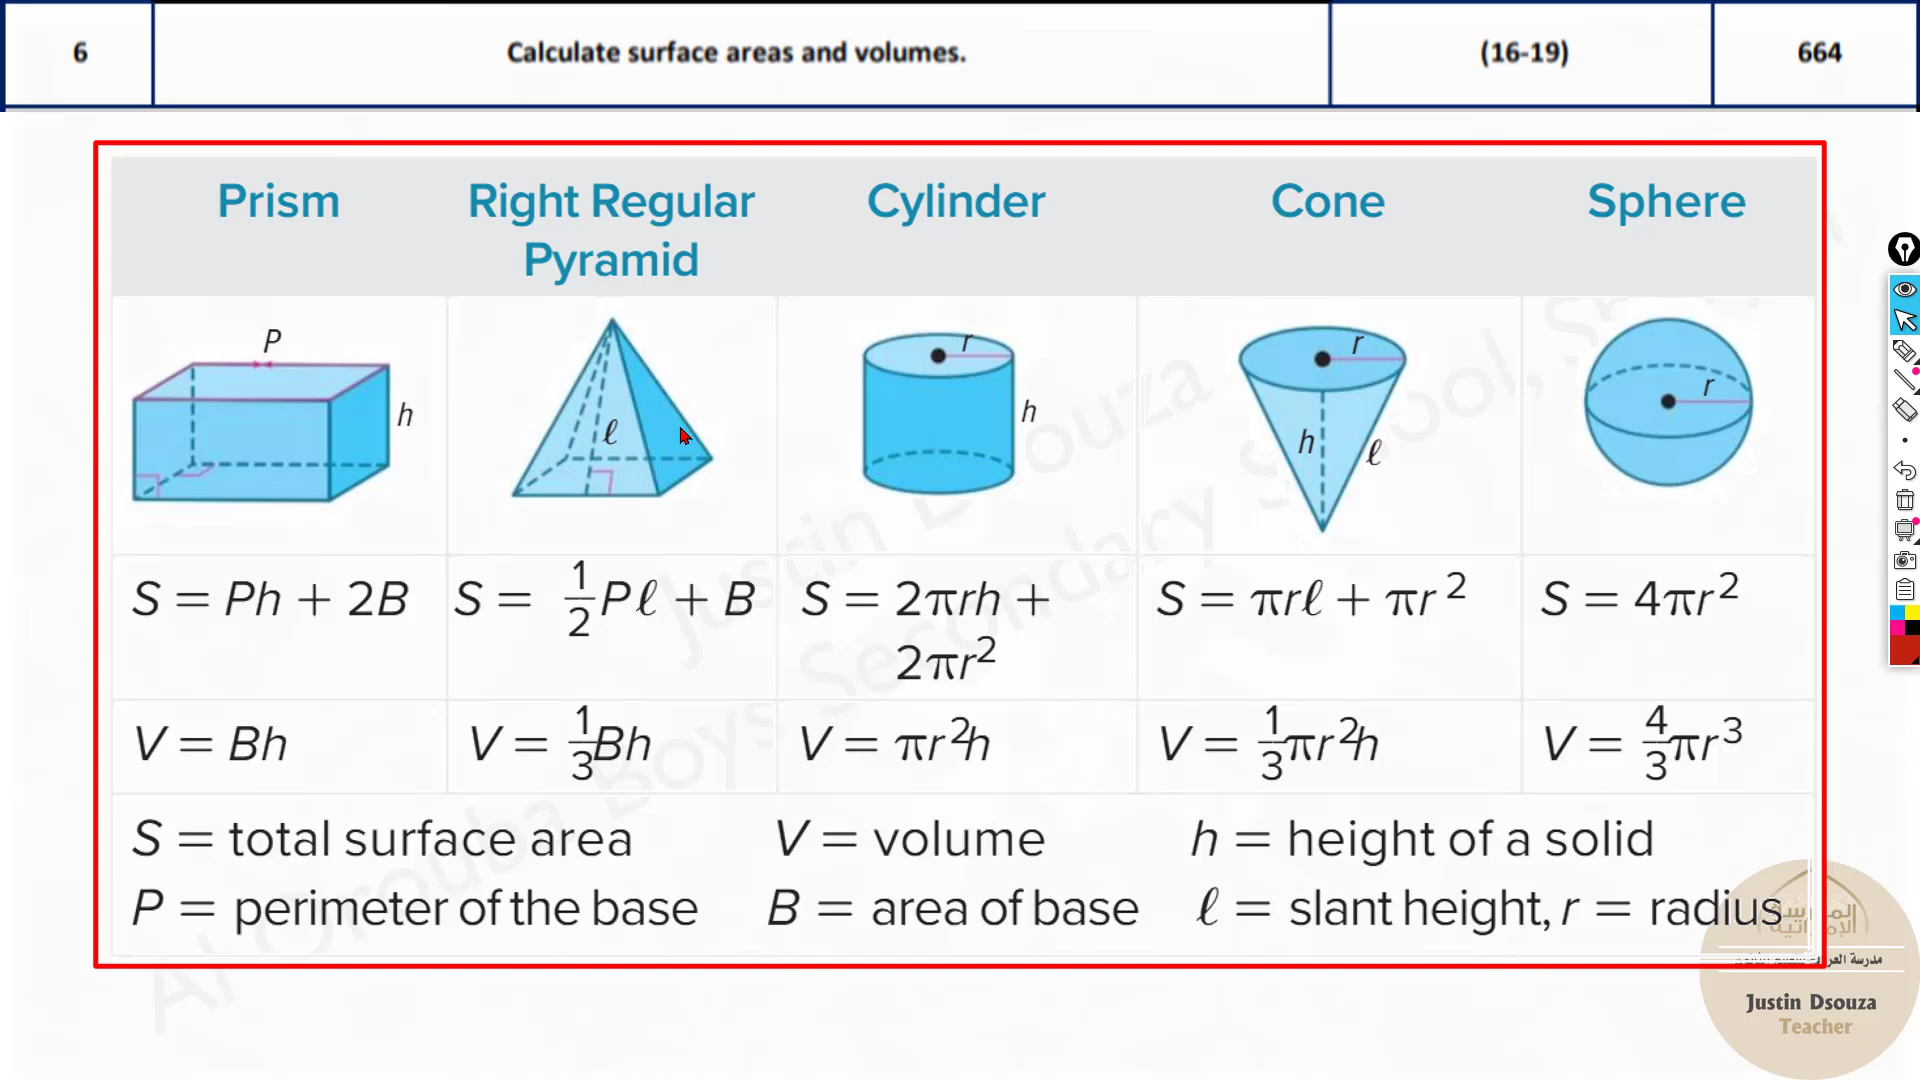 6 Calculate surface areas and volumes. (16-19) 664
Prism Right Regular Pyramid Cylinder Cone Sphere
P
h
ℓ
r
h
r
h
ℓ
r
S = Ph + 2B
S = 1/2 Pℓ + B
S = 2πrh + 2πr²
S = πrℓ + πr²
S = 4πr²
V = Bh
V = 1/3 Bh
V = πr²h
V = 1/3 πr²h
V = 4/3 πr³
S = total surface area V = volume h = height of a solid
P = perimeter of the base B = area of base ℓ = slant height, r = radius
Justin Dsouza
Teacher